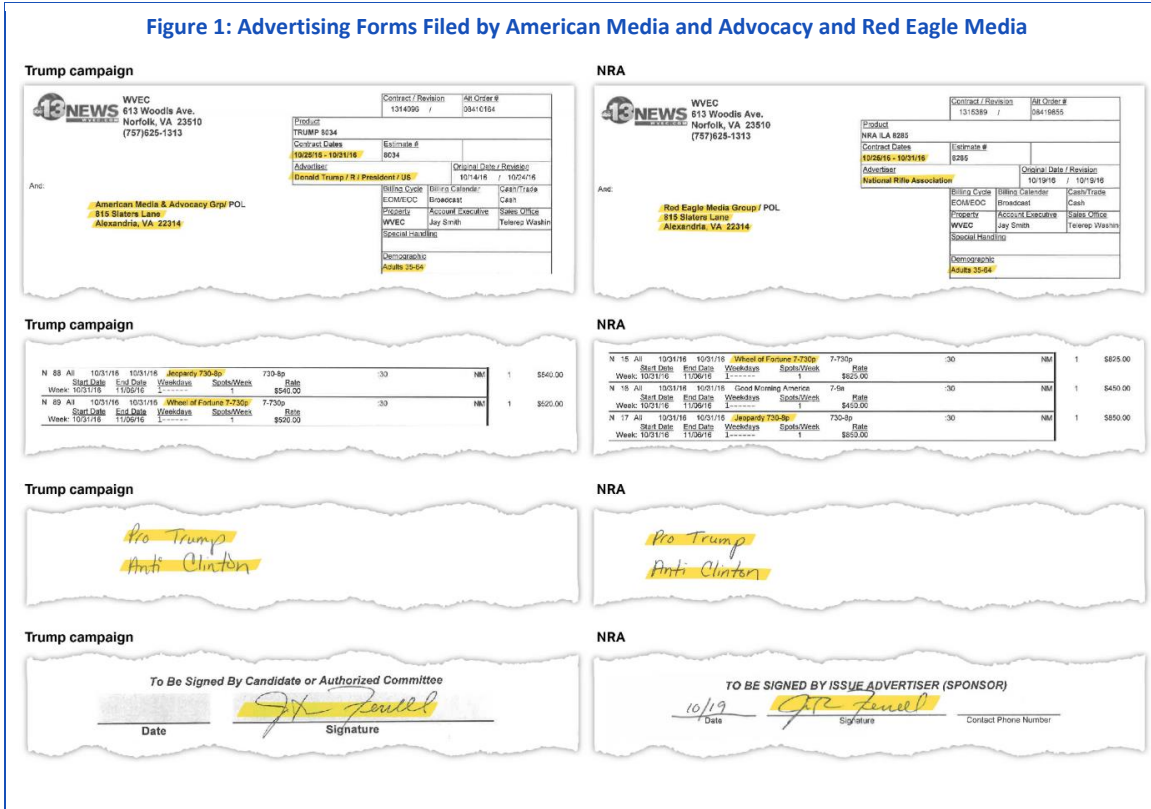 Figure 1: Advertising Forms Filed by American Media and Advocacy and Red Eagle Media
Trump campaign
13NEWS
WVEC
613 Woodis Ave.
Norfolk, VA 23510
(757)625-1313
Contract / Revision Alt Order #
1314096 / 08410164
Product
TRUMP 8034
Contract Dates Estimate #
10/25/16 - 10/31/16 8034
Advertiser Original Date / Revision
Donald Trump / R / President / US 10/14/16 / 10/24/16
And:
American Media & Advocacy Grp/ POL
815 Slaters Lane
Alexandria, VA 22314
Billing Cycle Billing Calendar Cash/Trade
EOM/EOC Broadcast Cash
Property Account Executive Sales Office
WVEC Jay Smith Telerep Washin
Special Handling
Demographic
Adults 35-64
NRA
13NEWS
WVEC
613 Woodis Ave.
Norfolk, VA 23510
(757)625-1313
Contract / Revision Alt Order #
1315389 / 08419855
Product
NRA ILA 8285
Contract Dates Estimate #
10/25/16 - 10/31/16 8285
Advertiser Original Date / Revision
National Rifle Association 10/19/16 / 10/19/16
And:
Red Eagle Media Group / POL
815 Slaters Lane
Alexandria, VA 22314
Billing Cycle Billing Calendar Cash/Trade
EOM/EOC Broadcast Cash
Property Account Executive Sales Office
WVEC Jay Smith Telerep Washin
Special Handling
Demographic
Adults 35-64
Trump campaign
N 88 All 10/31/16 10/31/16 Jeopardy 730-8p 730-8p :30 NM 1 $540.00
Start Date End Date Weekdays Spots/Week Rate
Week: 10/31/16 11/06/16 1------ 1 $540.00
N 89 All 10/31/16 10/31/16 Wheel of Fortune 7-730p 7-730p :30 NM 1 $520.00
Start Date End Date Weekdays Spots/Week Rate
Week: 10/31/16 11/06/16 1------ 1 $520.00
NRA
N 15 All 10/31/16 10/31/16 Wheel of Fortune 7-730p 7-730p :30 NM 1 $825.00
Start Date End Date Weekdays Spots/Week Rate
Week: 10/31/16 11/06/16 1------ 1 $825.00
N 16 All 10/31/16 10/31/16 Good Morning America 7-9a :30 NM 1 $450.00
Start Date End Date Weekdays Spots/Week Rate
Week: 10/31/16 11/06/16 1------ 1 $450.00
N 17 All 10/31/16 10/31/16 Jeopardy 730-8p 730-8p :30 NM 1 $850.00
Start Date End Date Weekdays Spots/Week Rate
Week: 10/31/16 11/06/16 1------ 1 $850.00
Trump campaign
Pro Trump
Anti Clinton
NRA
Pro Trump
Anti Clinton
Trump campaign
To Be Signed By Candidate or Authorized Committee
Date Signature
NRA
TO BE SIGNED BY ISSUE ADVERTISER (SPONSOR)
10/19
Date Signature Contact Phone Number